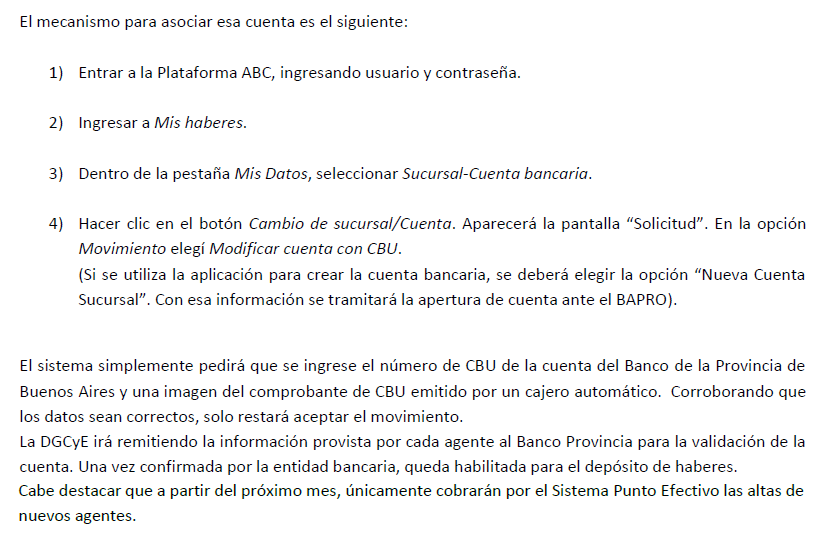 El mecanismo para asociar esa cuenta es el siguiente:
1) Entrar a la Plataforma ABC, ingresando usuario y contraseña.
2) Ingresar a Mis haberes.
3) Dentro de la pestaña Mis Datos, seleccionar Sucursal-Cuenta bancaria.
4) Hacer clic en el botón Cambio de sucursal/Cuenta. Aparecerá la pantalla “Solicitud”. En la opción
Movimiento elegí Modificar cuenta con CBU.
(Si se utiliza la aplicación para crear la cuenta bancaria, se deberá elegir la opción “Nueva Cuenta
Sucursal”. Con esa información se tramitará la apertura de cuenta ante el BAPRO).
El sistema simplemente pedirá que se ingrese el número de CBU de la cuenta del Banco de la Provincia de
Buenos Aires y una imagen del comprobante de CBU emitido por un cajero automático. Corroborando que
los datos sean correctos, solo restará aceptar el movimiento.
La DGCyE irá remitiendo la información provista por cada agente al Banco Provincia para la validación de la
cuenta. Una vez confirmada por la entidad bancaria, queda habilitada para el depósito de haberes.
Cabe destacar que a partir del próximo mes, únicamente cobrarán por el Sistema Punto Efectivo las altas de
nuevos agentes.